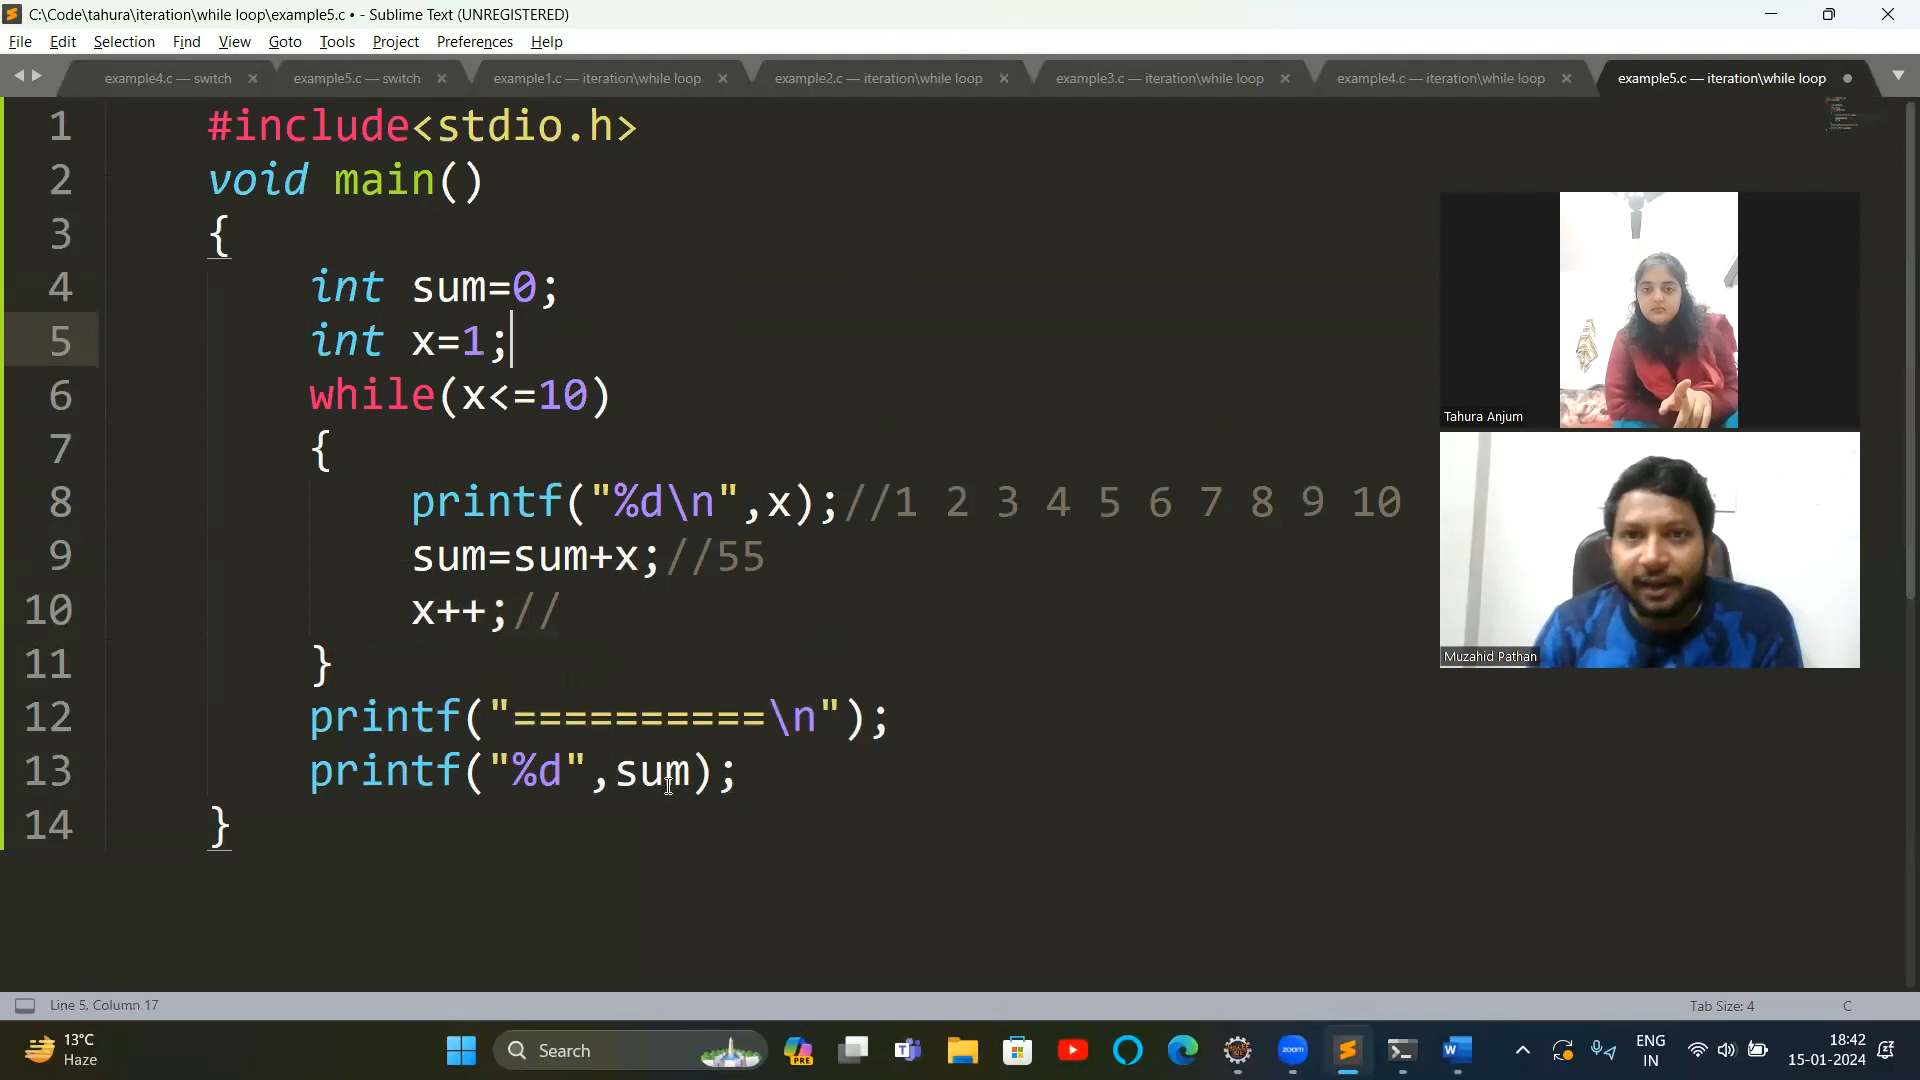 C:\Code\tahura\iteration\while loop\example5.c • - Sublime Text (UNREGISTERED)
File Edit Selection Find View Goto Tools Project Preferences Help
example4.c — switch example5.c — switch example1.c — iteration\while loop example2.c — iteration\while loop example3.c — iteration\while loop example4.c — iteration\while loop example5.c — iteration\while loop
1 #include<stdio.h>
2 void main()
3 {
4 int sum=0;
5 int x=1;
6 while(x<=10)
7 {
8 printf("%d\n",x);//1 2 3 4 5 6 7 8 9 10
9 sum=sum+x;//55
10 x++;//
11 }
12 printf("==========\n");
13 printf("%d",sum);
14 }
Tahura Anjum
Muzahid Pathan
Line 5, Column 17
Tab Size: 4 C
13°C
Haze
Search
PRE
zoom
ENG
IN
18:42
15-01-2024